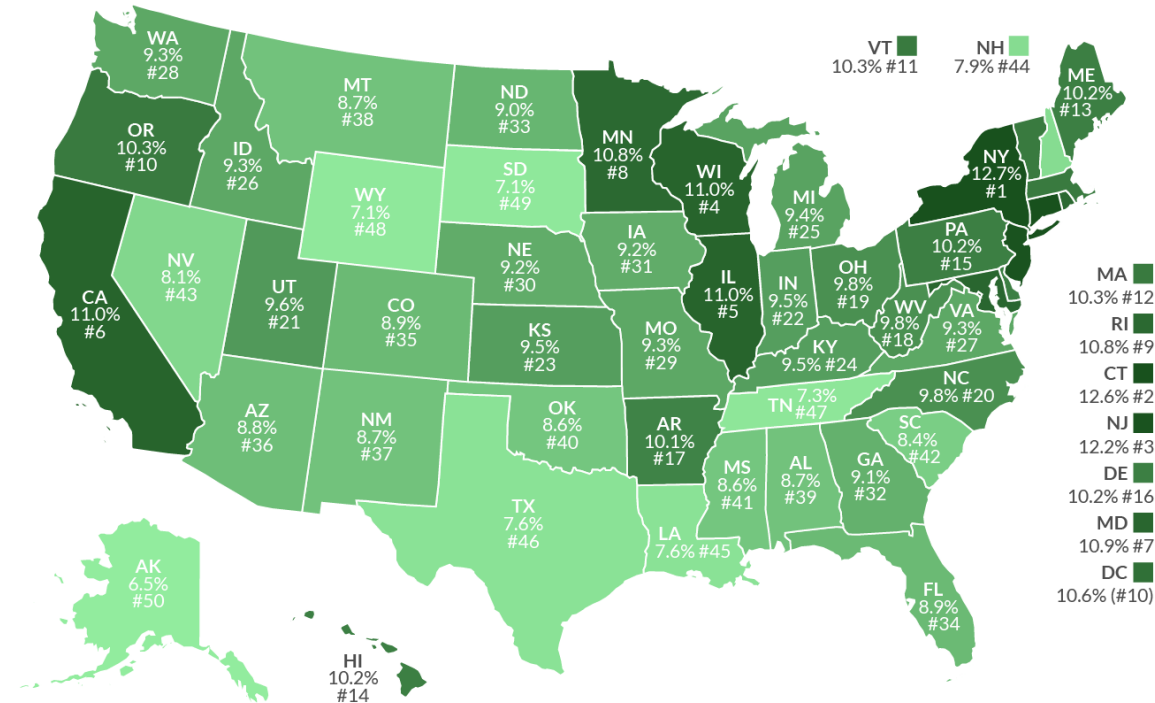 WA
9.3%
#28
MT
8.7%
#38
ND
9.0%
#33
MN
10.8%
#8
VT
10.3% #11
NH
7.9% #44
ME
10.2%
#13
OR
10.3%
#10
ID
9.3%
#26
WY
7.1%
#48
SD
7.1%
#49
WI
11.0%
#4
MI
9.4%
#25
NY
12.7%
#1
CA
11.0%
#6
NV
8.1%
#43
UT
9.6%
#21
CO
8.9%
#35
NE
9.2%
#30
IA
9.2%
#31
IL
11.0%
#5
IN
9.5%
#22
OH
9.8%
#19
PA
10.2%
#15
WV
9.8%
#18
VA
9.3%
#27
KS
9.5%
#23
MO
9.3%
#29
KY
9.5% #24
NC
9.8% #20
TN 7.3%
#47
SC
8.4%
#42
AZ
8.8%
#36
NM
8.7%
#37
OK
8.6%
#40
AR
10.1%
#17
MS
8.6%
#41
AL
8.7%
#39
GA
9.1%
#32
TX
7.6%
#46
LA
7.6% #45
FL
8.9%
#34
AK
6.5%
#50
HI
10.2%
#14
MA
10.3% #12
RI
10.8% #9
CT
12.6% #2
NJ
12.2% #3
DE
10.2% #16
MD
10.9% #7
DC
10.6% (#10)